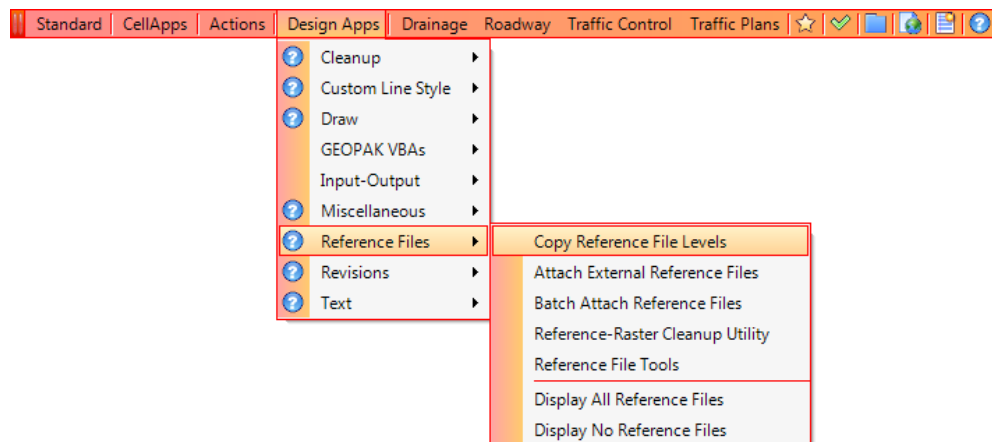 Standard CellApps Actions Design Apps Drainage Roadway Traffic Control Traffic Plans
Cleanup
Custom Line Style
Draw
GEOPAK VBAs
Input-Output
Miscellaneous
Reference Files
Revisions
Text
Copy Reference File Levels
Attach External Reference Files
Batch Attach Reference Files
Reference-Raster Cleanup Utility
Reference File Tools
Display All Reference Files
Display No Reference Files